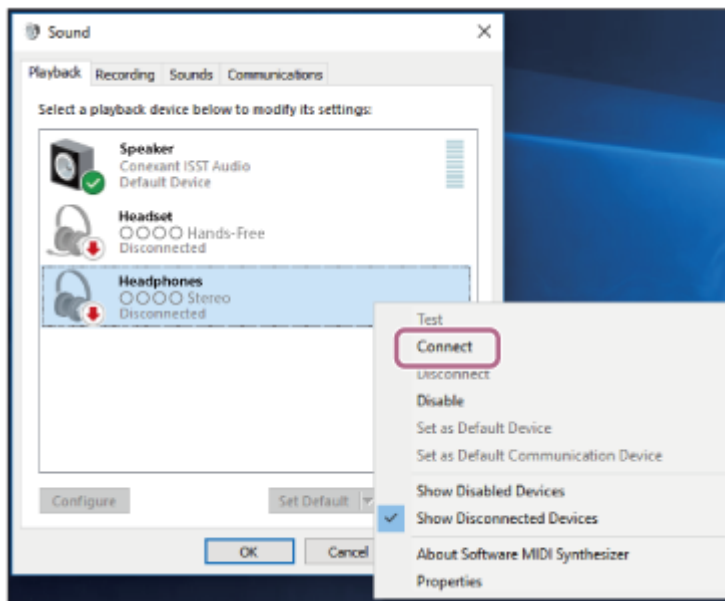 Sound
Playback Recording Sounds Communications
Select a playback device below to modify its settings:
Speaker
Conexant ISST Audio
Default Device
Headset
○○○○ Hands-Free
Disconnected
Headphones
○○○○ Stereo
Disconnected
Test
Connect
Disconnect
Disable
Set as Default Device
Set as Default Communication Device
Show Disabled Devices
Show Disconnected Devices
About Software MIDI Synthesizer
Properties
Configure Set Default
OK Cancel